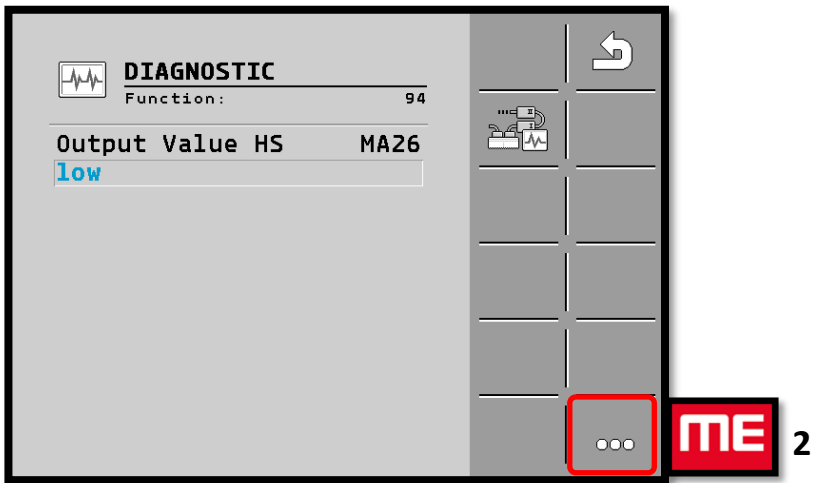 DIAGNOSTIC
Function: 94
Output Value HS MA26
low
ME 2